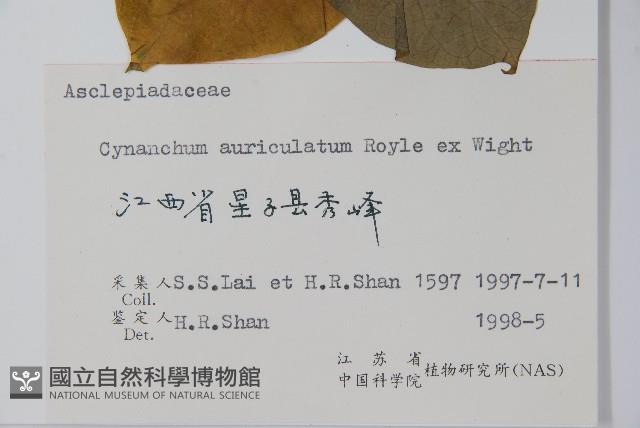 Asclepiadaceae
Cynanchum auriculatum Royle ex Wight
江西省星子县秀峰
采集人 S.S.Lai et H.R.Shan 1597 1997-7-11
Coll.
鉴定人 H.R.Shan 1998-5
Det.
江苏省
中国科学院 植物研究所(NAS)
國立自然科學博物館
NATIONAL MUSEUM OF NATURAL SCIENCE